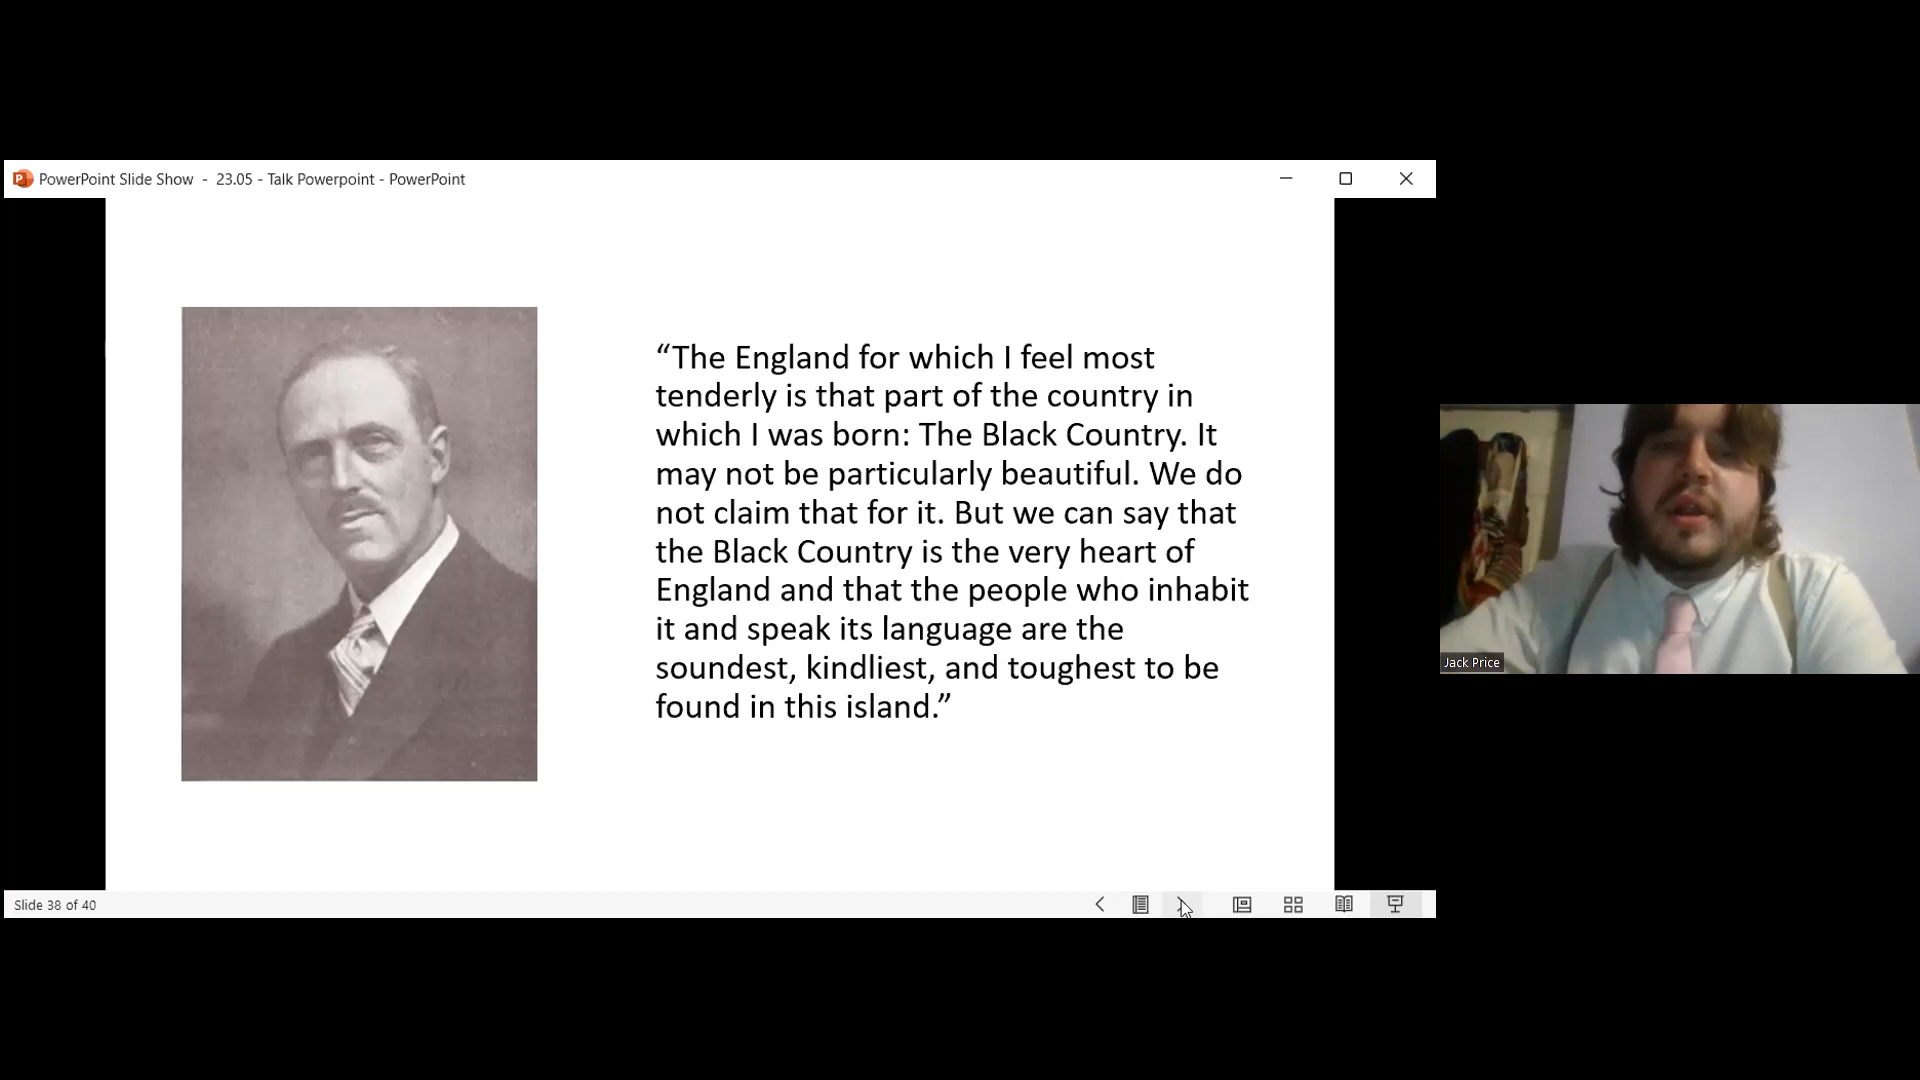 PowerPoint Slide Show - 23.05 - Talk Powerpoint - PowerPoint
“The England for which I feel most
tenderly is that part of the country in
which I was born: The Black Country. It
may not be particularly beautiful. We do
not claim that for it. But we can say that
the Black Country is the very heart of
England and that the people who inhabit
it and speak its language are the
soundest, kindliest, and toughest to be
found in this island.”
Jack Price
Slide 38 of 40